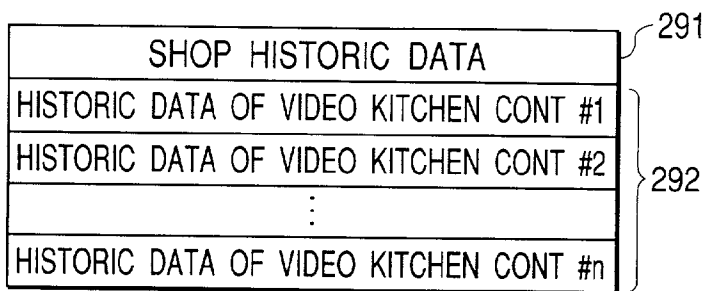 SHOP HISTORIC DATA
291
HISTORIC DATA OF VIDEO KITCHEN CONT #1
HISTORIC DATA OF VIDEO KITCHEN CONT #2
292
⋮
HISTORIC DATA OF VIDEO KITCHEN CONT #n